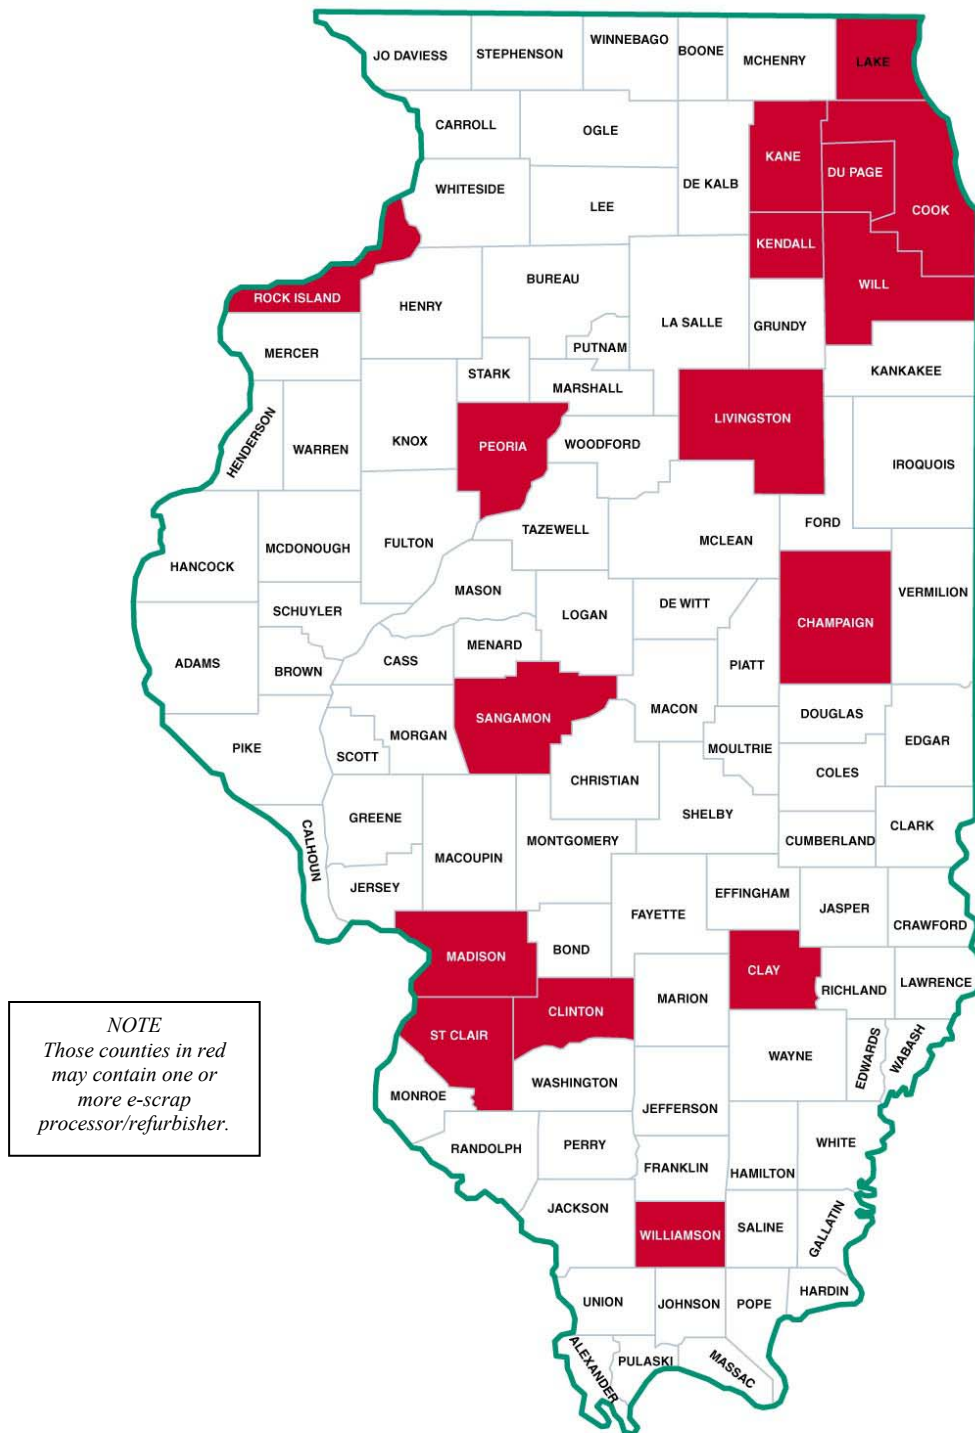 JO DAVIESS
STEPHENSON
WINNEBAGO
BOONE
MCHENRY
LAKE
CARROLL
OGLE
KANE
DU PAGE
COOK
DE KALB
WHITESIDE
LEE
KENDALL
WILL
ROCK ISLAND
HENRY
BUREAU
LA SALLE
GRUNDY
PUTNAM
MERCER
STARK
MARSHALL
KANKAKEE
HENDERSON
WARREN
KNOX
PEORIA
WOODFORD
LIVINGSTON
IROQUOIS
FORD
TAZEWELL
MCLEAN
FULTON
MCDONOUGH
HANCOCK
MASON
SCHUYLER
LOGAN
DE WITT
VERMILION
CHAMPAIGN
ADAMS
BROWN
CASS
MENARD
PIATT
SANGAMON
MACON
DOUGLAS
MORGAN
PIKE
SCOTT
MOULTRIE
EDGAR
CHRISTIAN
COLES
SHELBY
GREENE
CALHOUN
MACOUPIN
MONTGOMERY
CUMBERLAND
CLARK
JERSEY
EFFINGHAM
FAYETTE
JASPER
CRAWFORD
MADISON
BOND
CLAY
RICHLAND
LAWRENCE
MARION
CLINTON
ST CLAIR
WAYNE
EDWARDS
WABASH
WASHINGTON
MONROE
JEFFERSON
RANDOLPH
PERRY
WHITE
FRANKLIN
HAMILTON
JACKSON
WILLIAMSON
SALINE
GALLATIN
HARDIN
UNION
JOHNSON
POPE
ALEXANDER
PULASKI
MASSAC
NOTE
Those counties in red
may contain one or
more e-scrap
processor/refurbisher.